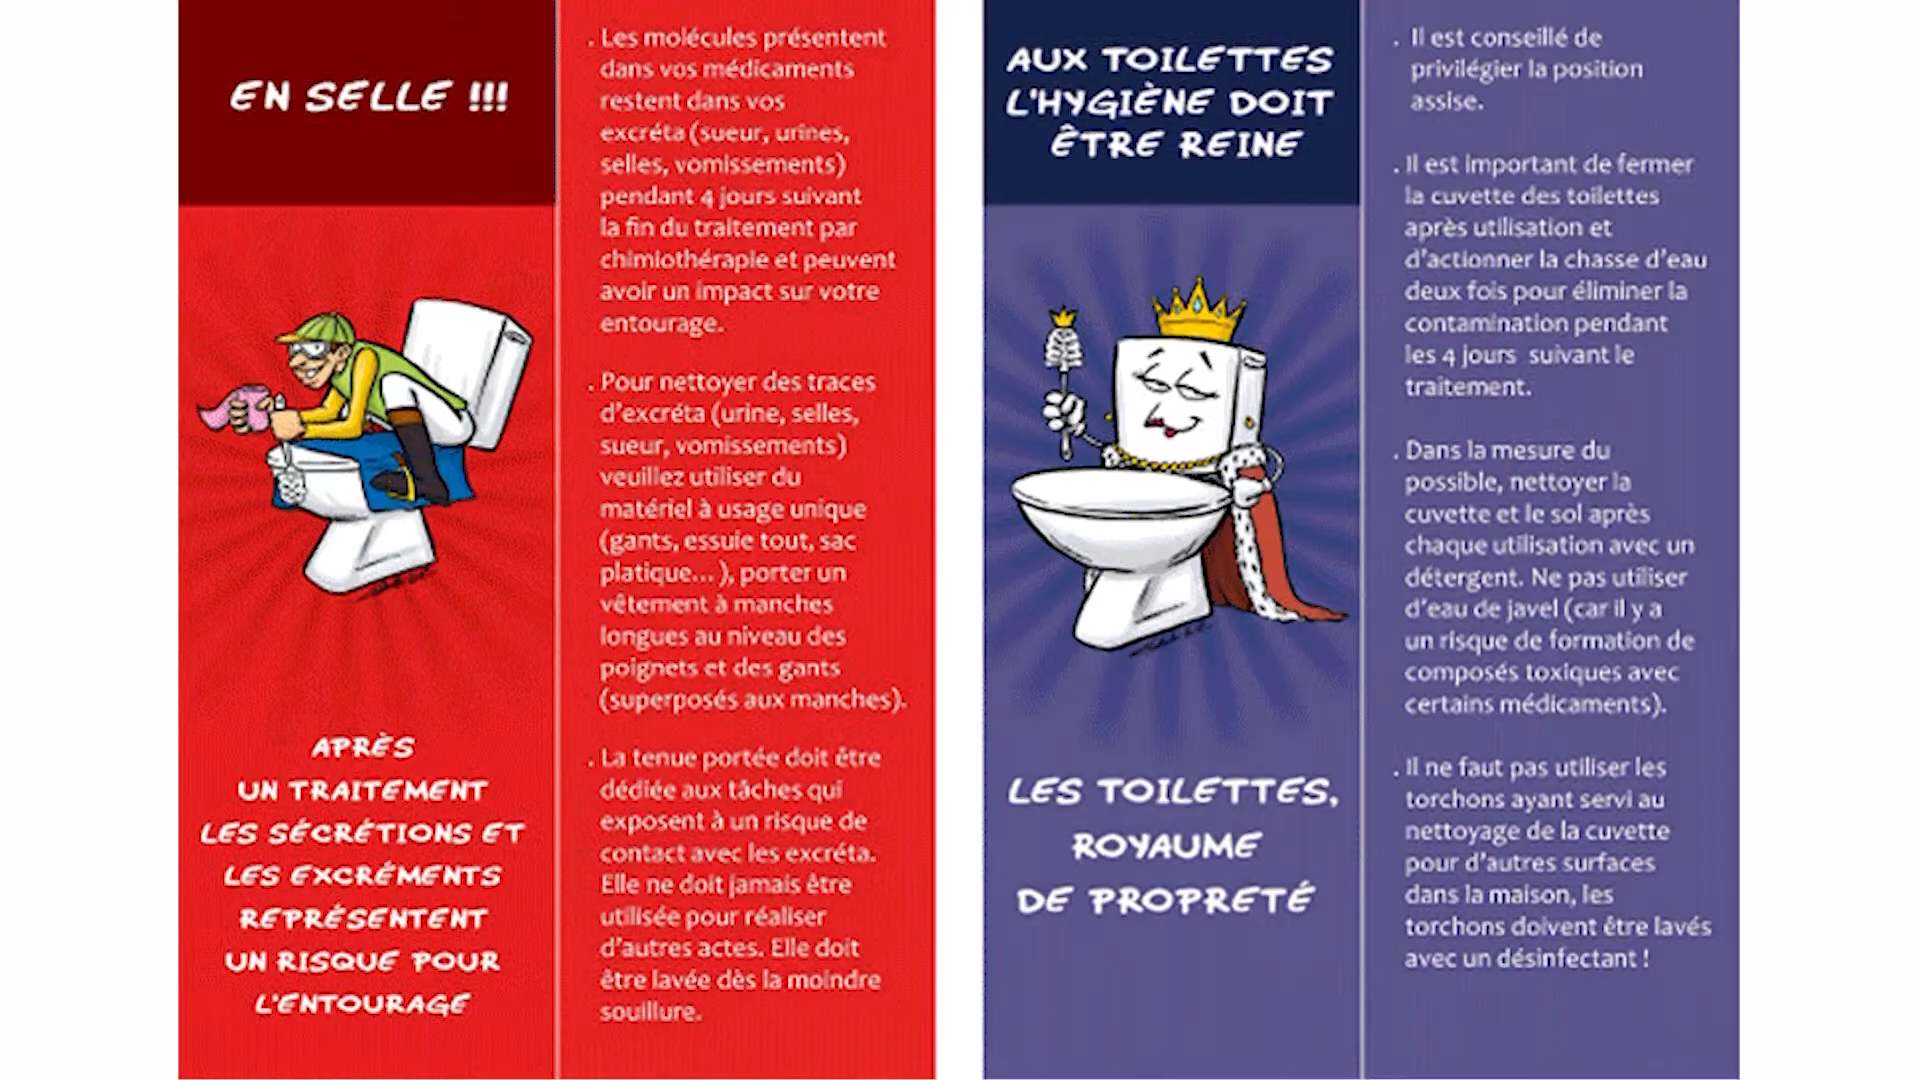 EN SELLE !!!
APRÈS
UN TRAITEMENT
LES SÉCRÉTIONS ET
LES EXCRÉMENTS
REPRÉSENTENT
UN RISQUE POUR
L'ENTOURAGE
. Les molécules présentent
dans vos médicaments
restent dans vos
excréta (sueur, urines,
selles, vomissements)
pendant 4 jours suivant
la fin du traitement par
chimiothérapie et peuvent
avoir un impact sur votre
entourage.
. Pour nettoyer des traces
d'excréta (urine, selles,
sueur, vomissements)
veuillez utiliser du
matériel à usage unique
(gants, essuie tout, sac
platique...), porter un
vêtement à manches
longues au niveau des
poignets et des gants
(superposés aux manches).
. La tenue portée doit être
dédiée aux tâches qui
exposent à un risque de
contact avec les excréta.
Elle ne doit jamais être
utilisée pour réaliser
d'autres actes. Elle doit
être lavée dès la moindre
souillure.
AUX TOILETTES
L'HYGIÈNE DOIT
ÊTRE REINE
LES TOILETTES,
ROYAUME
DE PROPRETÉ
. Il est conseillé de
privilégier la position
assise.
. Il est important de fermer
la cuvette des toilettes
après utilisation et
d'actionner la chasse d'eau
deux fois pour éliminer la
contamination pendant
les 4 jours suivant le
traitement.
. Dans la mesure du
possible, nettoyer la
cuvette et le sol après
chaque utilisation avec un
détergent. Ne pas utiliser
d'eau de javel (car il y a
un risque de formation de
composés toxiques avec
certains médicaments).
. Il ne faut pas utiliser les
torchons ayant servi au
nettoyage de la cuvette
pour d'autres surfaces
dans la maison, les
torchons doivent être lavés
avec un désinfectant !